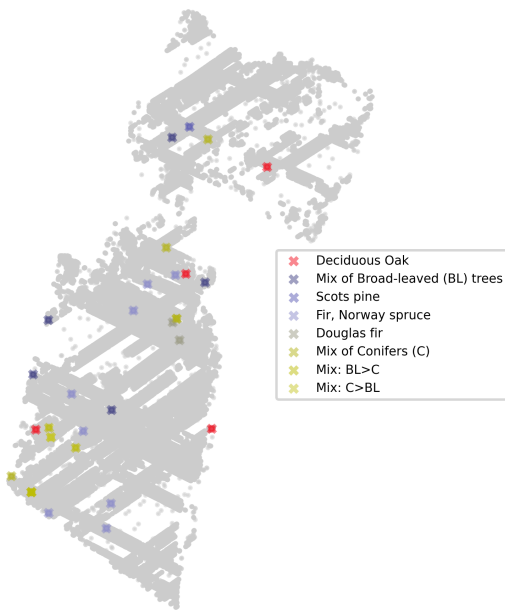 Deciduous Oak
Mix of Broad-leaved (BL) trees
Scots pine
Fir, Norway spruce
Douglas fir
Mix of Conifers (C)
Mix: BL>C
Mix: C>BL